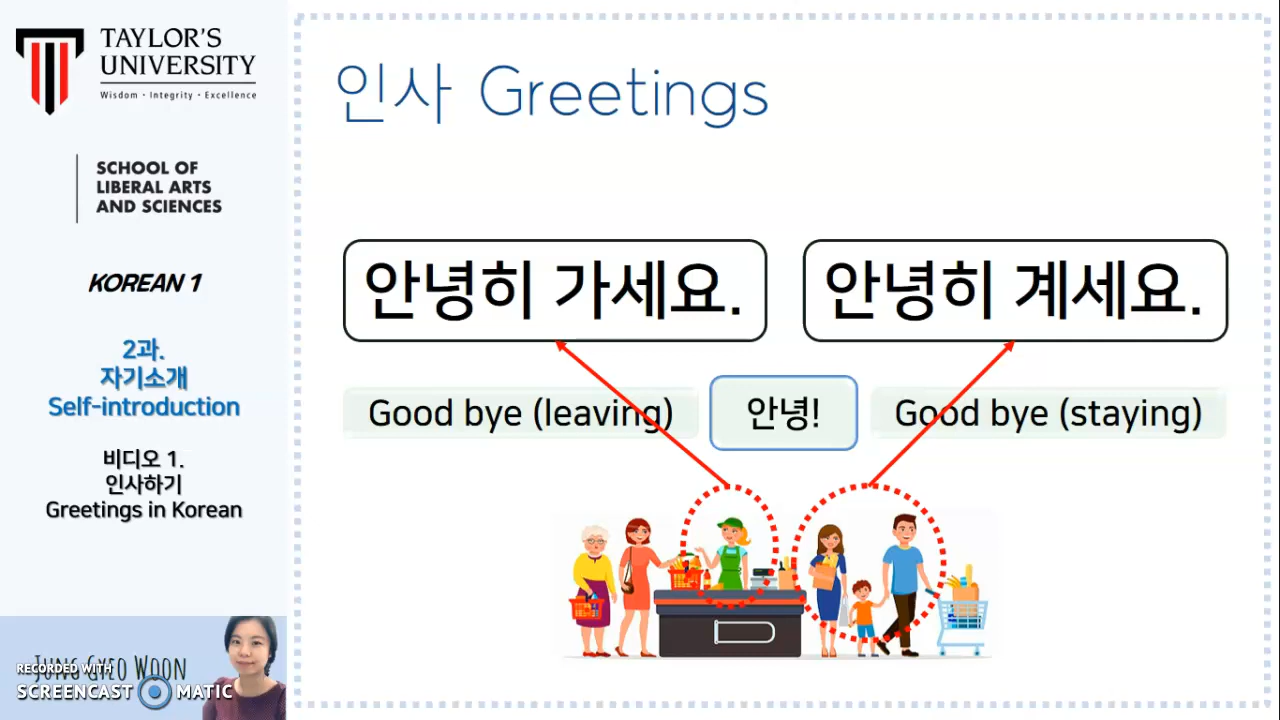 TAYLOR'S
UNIVERSITY
Wisdom · Integrity · Excellence
SCHOOL OF
LIBERAL ARTS
AND SCIENCES
KOREAN 1
2과.
자기소개
Self-introduction
비디오 1.
인사하기
Greetings in Korean
RECORDED WITH
SCREENCAST MATIC
인사 Greetings
안녕히 가세요.
안녕히 계세요.
Good bye (leaving)
안녕!
Good bye (staying)